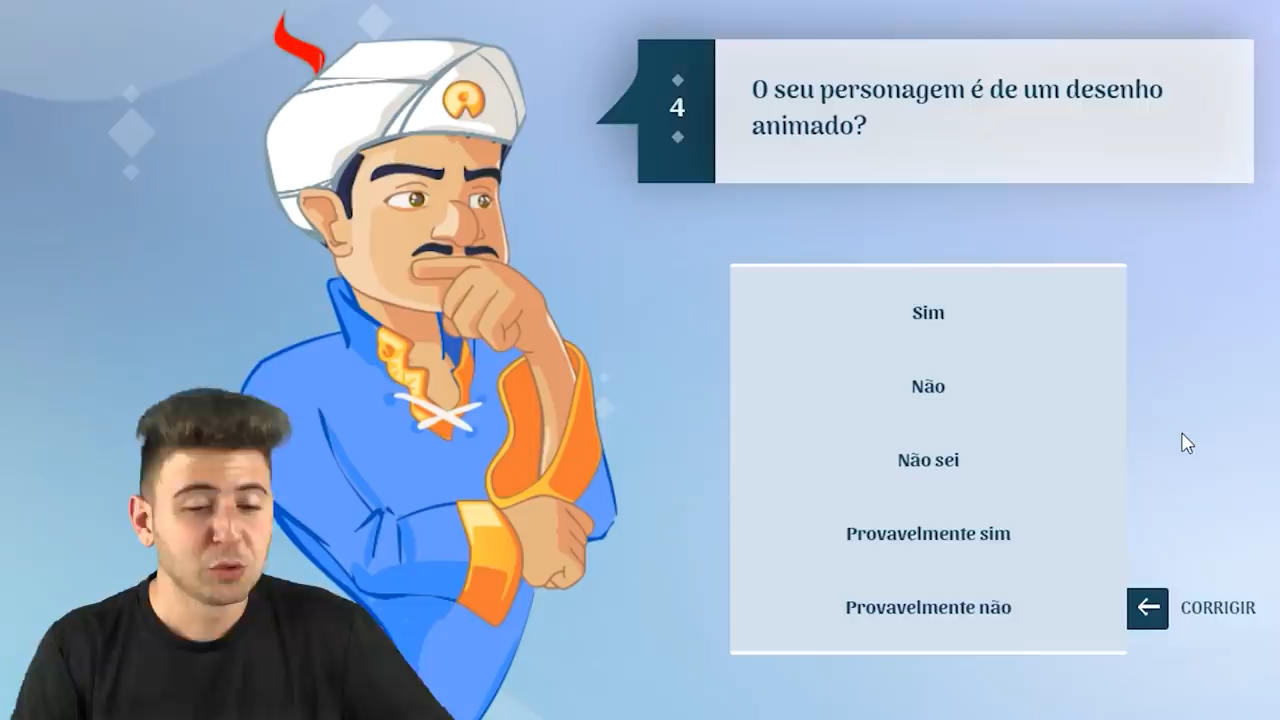 4
O seu personagem é de um desenho
animado?
Sim
Não
Não sei
Provavelmente sim
Provavelmente não
CORRIGIR